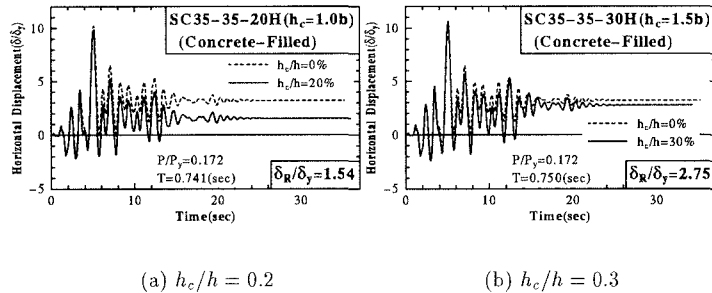 SC35-35-20H(h_c=1.0b)
(Concrete-Filled)
h_c/h=0%
h_c/h=20%
Horizontal Displacement(δ/δ_y)
10
5
0
−5
P/P_y=0.172
T=0.741(sec)
δ_R/δ_y=1.54
0
10
20
30
Time(sec)
(a) h_c/h = 0.2
SC35-35-30H(h_c=1.5b)
(Concrete-Filled)
h_c/h=0%
h_c/h=30%
Horizontal Displacement(δ/δ_y)
10
5
0
−5
P/P_y=0.172
T=0.750(sec)
δ_R/δ_y=2.75
0
10
20
30
Time(sec)
(b) h_c/h = 0.3